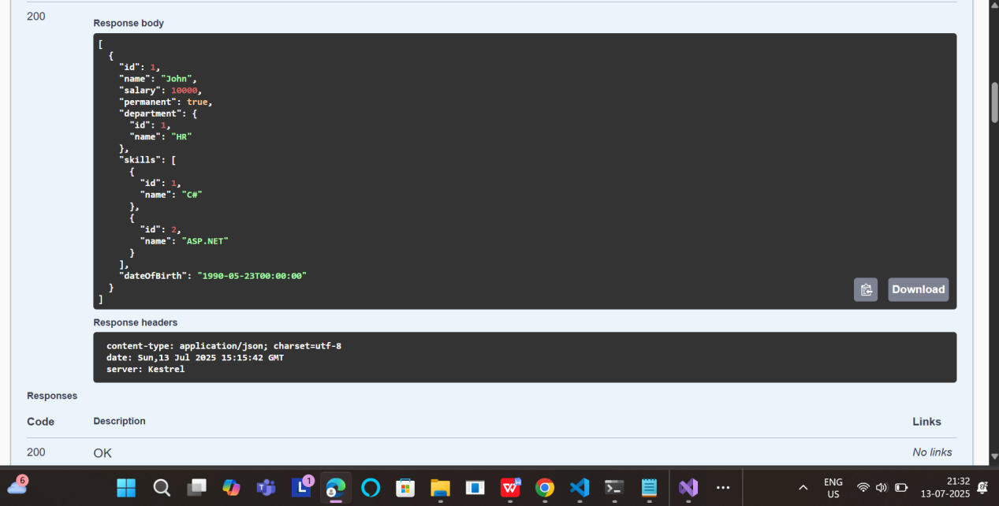 200
Response body
[
  {
    "id": 1,
    "name": "John",
    "salary": 10000,
    "permanent": true,
    "department": {
      "id": 1,
      "name": "HR"
    },
    "skills": [
      {
        "id": 1,
        "name": "C#"
      },
      {
        "id": 2,
        "name": "ASP.NET"
      }
    ],
    "dateOfBirth": "1990-05-23T00:00:00"
  }
]
Download
Response headers
content-type: application/json; charset=utf-8
date: Sun,13 Jul 2025 15:15:42 GMT
server: Kestrel
Responses
Code Description Links
200 OK No links
6
1
ENG
US
21:32
13-07-2025